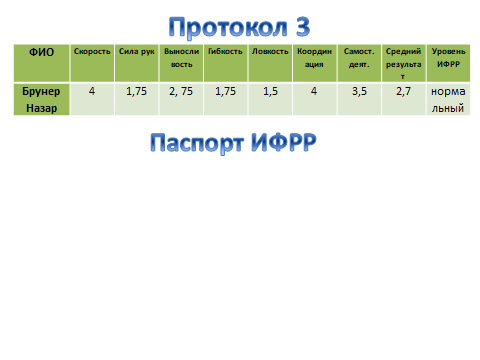 Протокол 3
ФИО Скорость Сила рук Выносли Гибкость Ловкость Координ Самост. Средний Уровень
вость ация деят. результа ИФРР
т
Брунер 4 1,75 2, 75 1,75 1,5 4 3,5 2,7 норма
Назар льный
Паспорт ИФРР